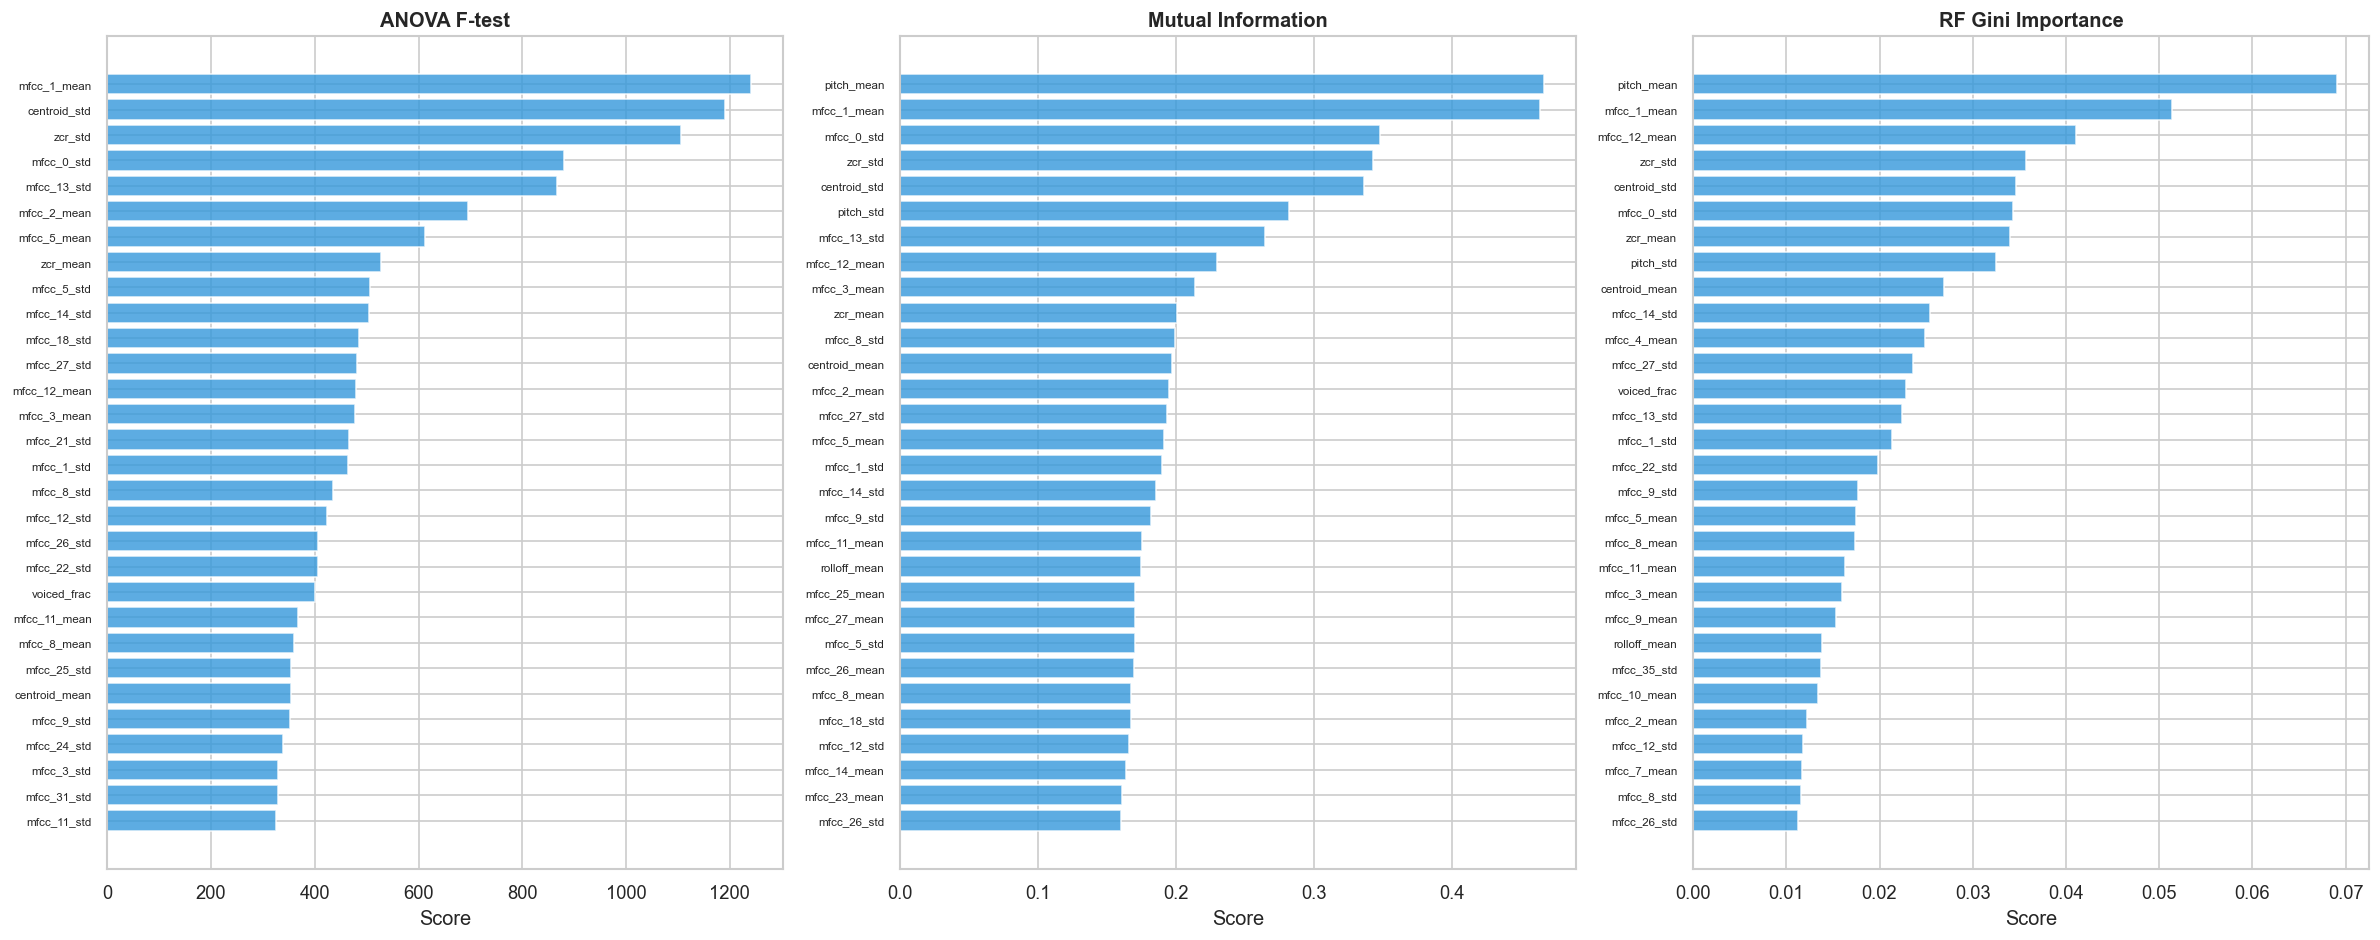 ANOVA F-test
mfcc_1_mean
centroid_std
zcr_std
mfcc_0_std
mfcc_13_std
mfcc_2_mean
mfcc_5_mean
zcr_mean
mfcc_5_std
mfcc_14_std
mfcc_18_std
mfcc_27_std
mfcc_12_mean
mfcc_3_mean
mfcc_21_std
mfcc_1_std
mfcc_8_std
mfcc_12_std
mfcc_26_std
mfcc_22_std
voiced_frac
mfcc_11_mean
mfcc_8_mean
mfcc_25_std
centroid_mean
mfcc_9_std
mfcc_24_std
mfcc_3_std
mfcc_31_std
mfcc_11_std
0 200 400 600 800 1000 1200
Score
Mutual Information
pitch_mean
mfcc_1_mean
mfcc_0_std
zcr_std
centroid_std
pitch_std
mfcc_13_std
mfcc_12_mean
mfcc_3_mean
zcr_mean
mfcc_8_std
centroid_mean
mfcc_2_mean
mfcc_27_std
mfcc_5_mean
mfcc_1_std
mfcc_14_std
mfcc_9_std
mfcc_11_mean
rolloff_mean
mfcc_25_mean
mfcc_27_mean
mfcc_5_std
mfcc_26_mean
mfcc_8_mean
mfcc_18_std
mfcc_12_std
mfcc_14_mean
mfcc_23_mean
mfcc_26_std
0.0 0.1 0.2 0.3 0.4
Score
RF Gini Importance
pitch_mean
mfcc_1_mean
mfcc_12_mean
zcr_std
centroid_std
mfcc_0_std
zcr_mean
pitch_std
centroid_mean
mfcc_14_std
mfcc_4_mean
mfcc_27_std
voiced_frac
mfcc_13_std
mfcc_1_std
mfcc_22_std
mfcc_9_std
mfcc_5_mean
mfcc_8_mean
mfcc_11_mean
mfcc_3_mean
mfcc_9_mean
rolloff_mean
mfcc_35_std
mfcc_10_mean
mfcc_2_mean
mfcc_12_std
mfcc_7_mean
mfcc_8_std
mfcc_26_std
0.00 0.01 0.02 0.03 0.04 0.05 0.06 0.07
Score